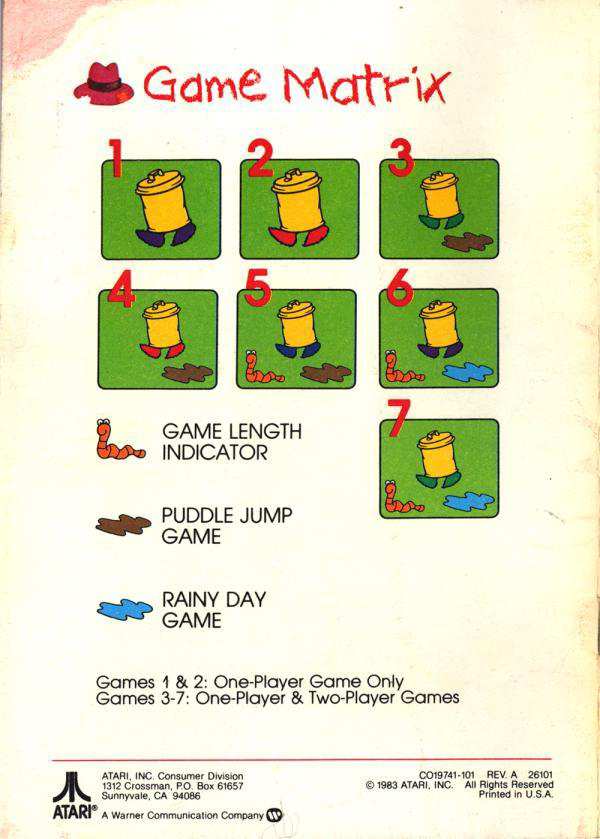 Game Matrix
1
2
3
4
5
6
7
GAME LENGTH
INDICATOR
PUDDLE JUMP
GAME
RAINY DAY
GAME
Games 1 & 2: One-Player Game Only
Games 3-7: One-Player & Two-Player Games
ATARI®
ATARI, INC. Consumer Division
1312 Crossman, P.O. Box 61657
Sunnyvale, CA 94086
A Warner Communication Company
CO19741-101 REV. A 26101
© 1983 ATARI, INC. All Rights Reserved
Printed in U.S.A.